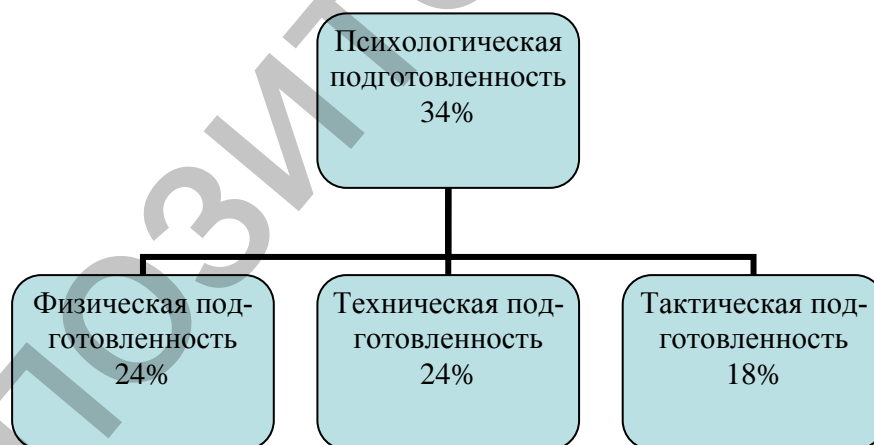 Психологическая
подготовленность
34%
Физическая под-
готовленность
24%
Техническая под-
готовленность
24%
Тактическая под-
готовленность
18%